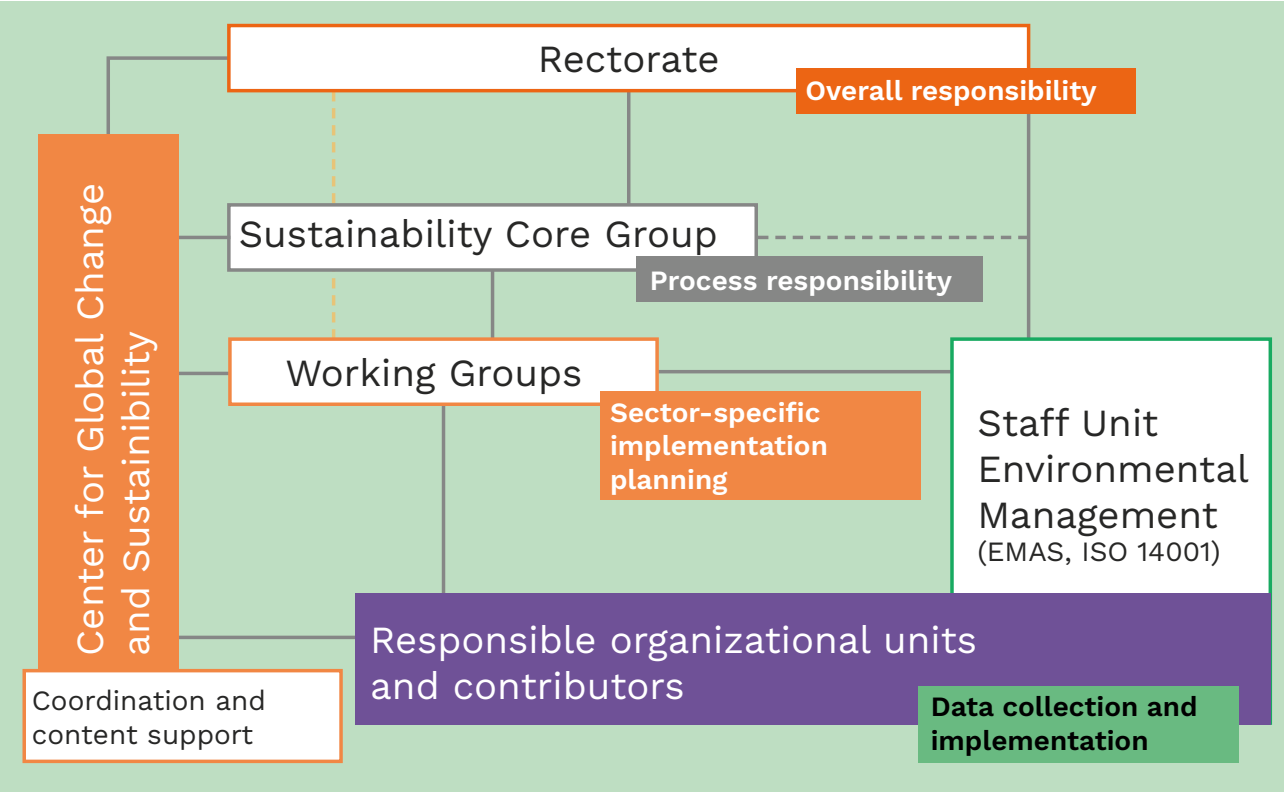 Rectorate
Overall responsibility
Center for Global Change
and Sustainibility
Sustainability Core Group
Process responsibility
Working Groups
Sector-specific
implementation
planning
Staff Unit
Environmental
Management
(EMAS, ISO 14001)
Responsible organizational units
and contributors
Coordination and
content support
Data collection and
implementation